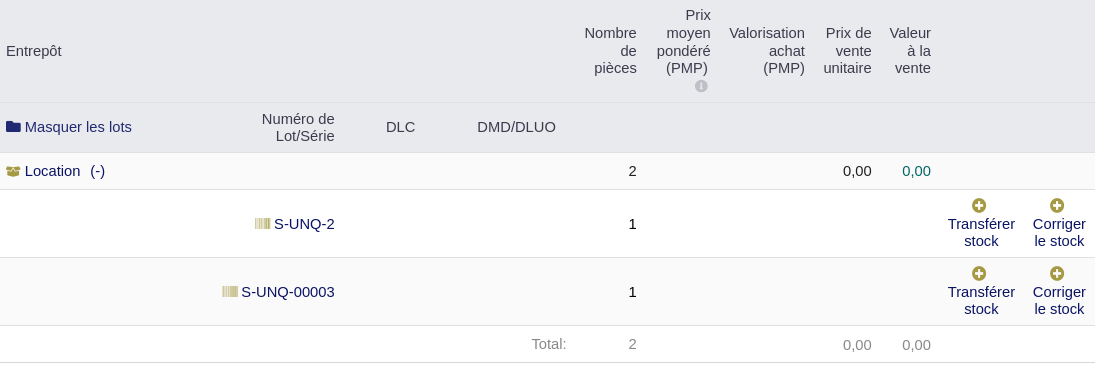 Entrepôt
Nombre
de
pièces
Prix
moyen
pondéré
(PMP)
Valorisation
achat
(PMP)
Prix de
vente
unitaire
Valeur
à la
vente
Masquer les lots
Numéro de
Lot/Série
DLC
DMD/DLUO
Location (-)
2
0,00
0,00
S-UNQ-2
1
Transférer
stock
Corriger
le stock
S-UNQ-00003
1
Transférer
stock
Corriger
le stock
Total:
2
0,00
0,00